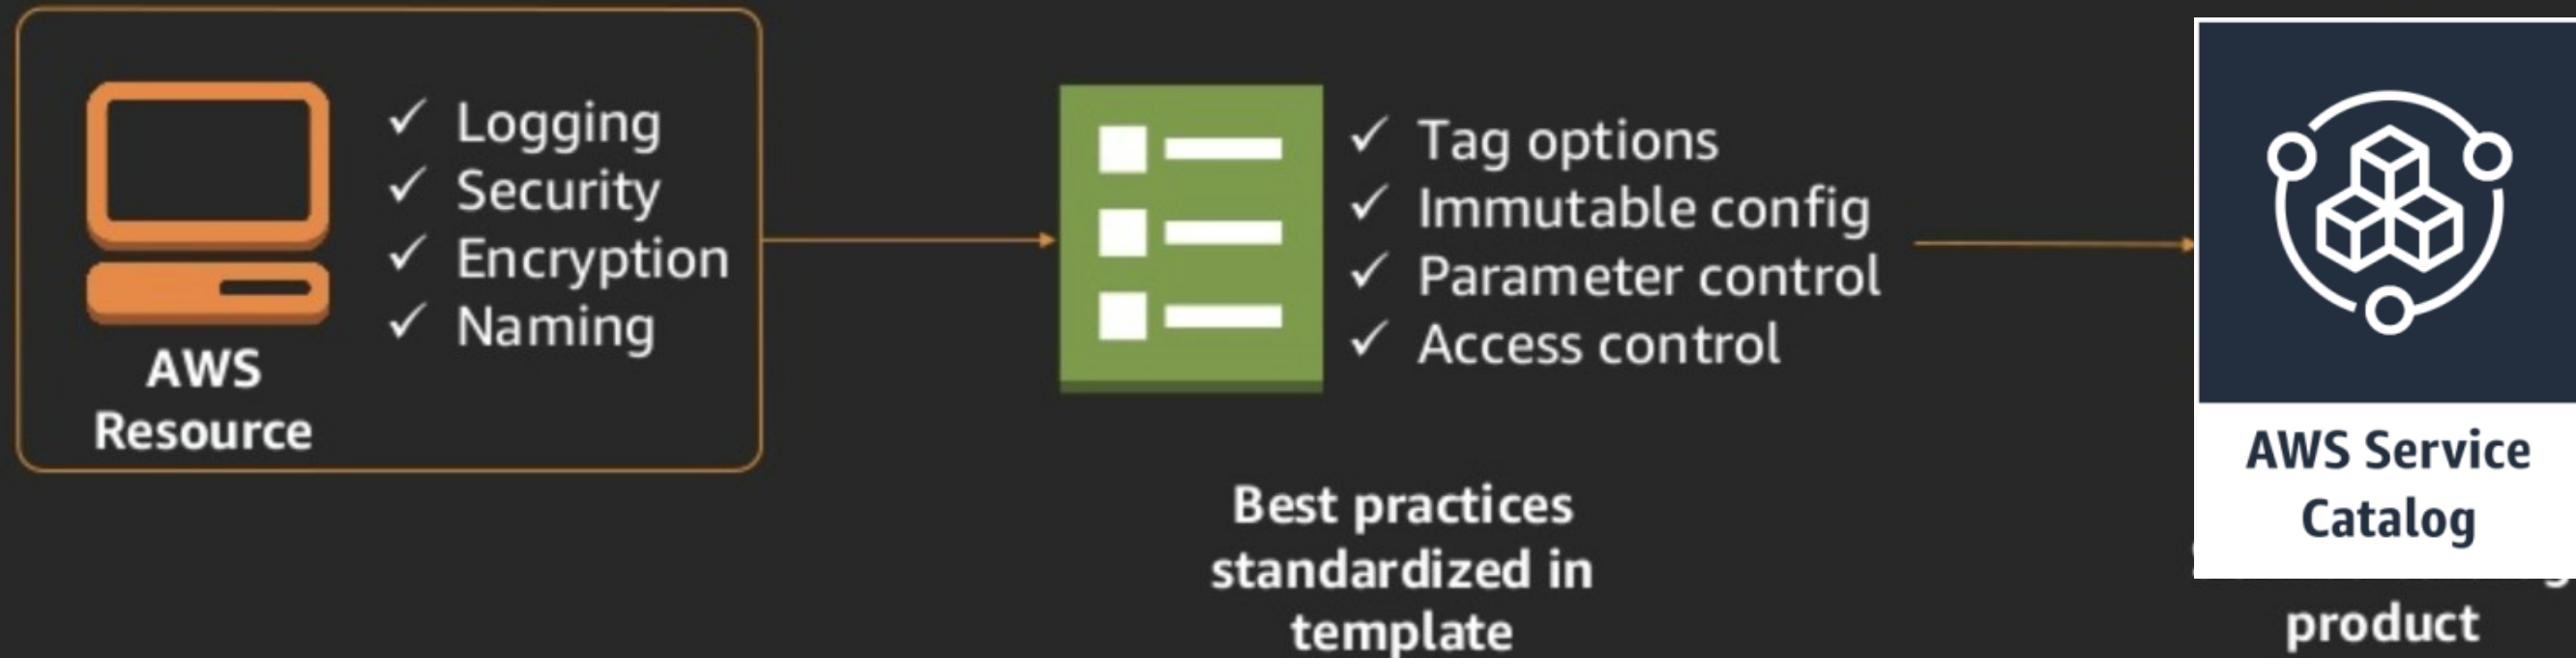 ✓ Logging
✓ Security
✓ Encryption
✓ Naming
AWS
Resource
✓ Tag options
✓ Immutable config
✓ Parameter control
✓ Access control
Best practices
standardized in
template
AWS Service
Catalog
product